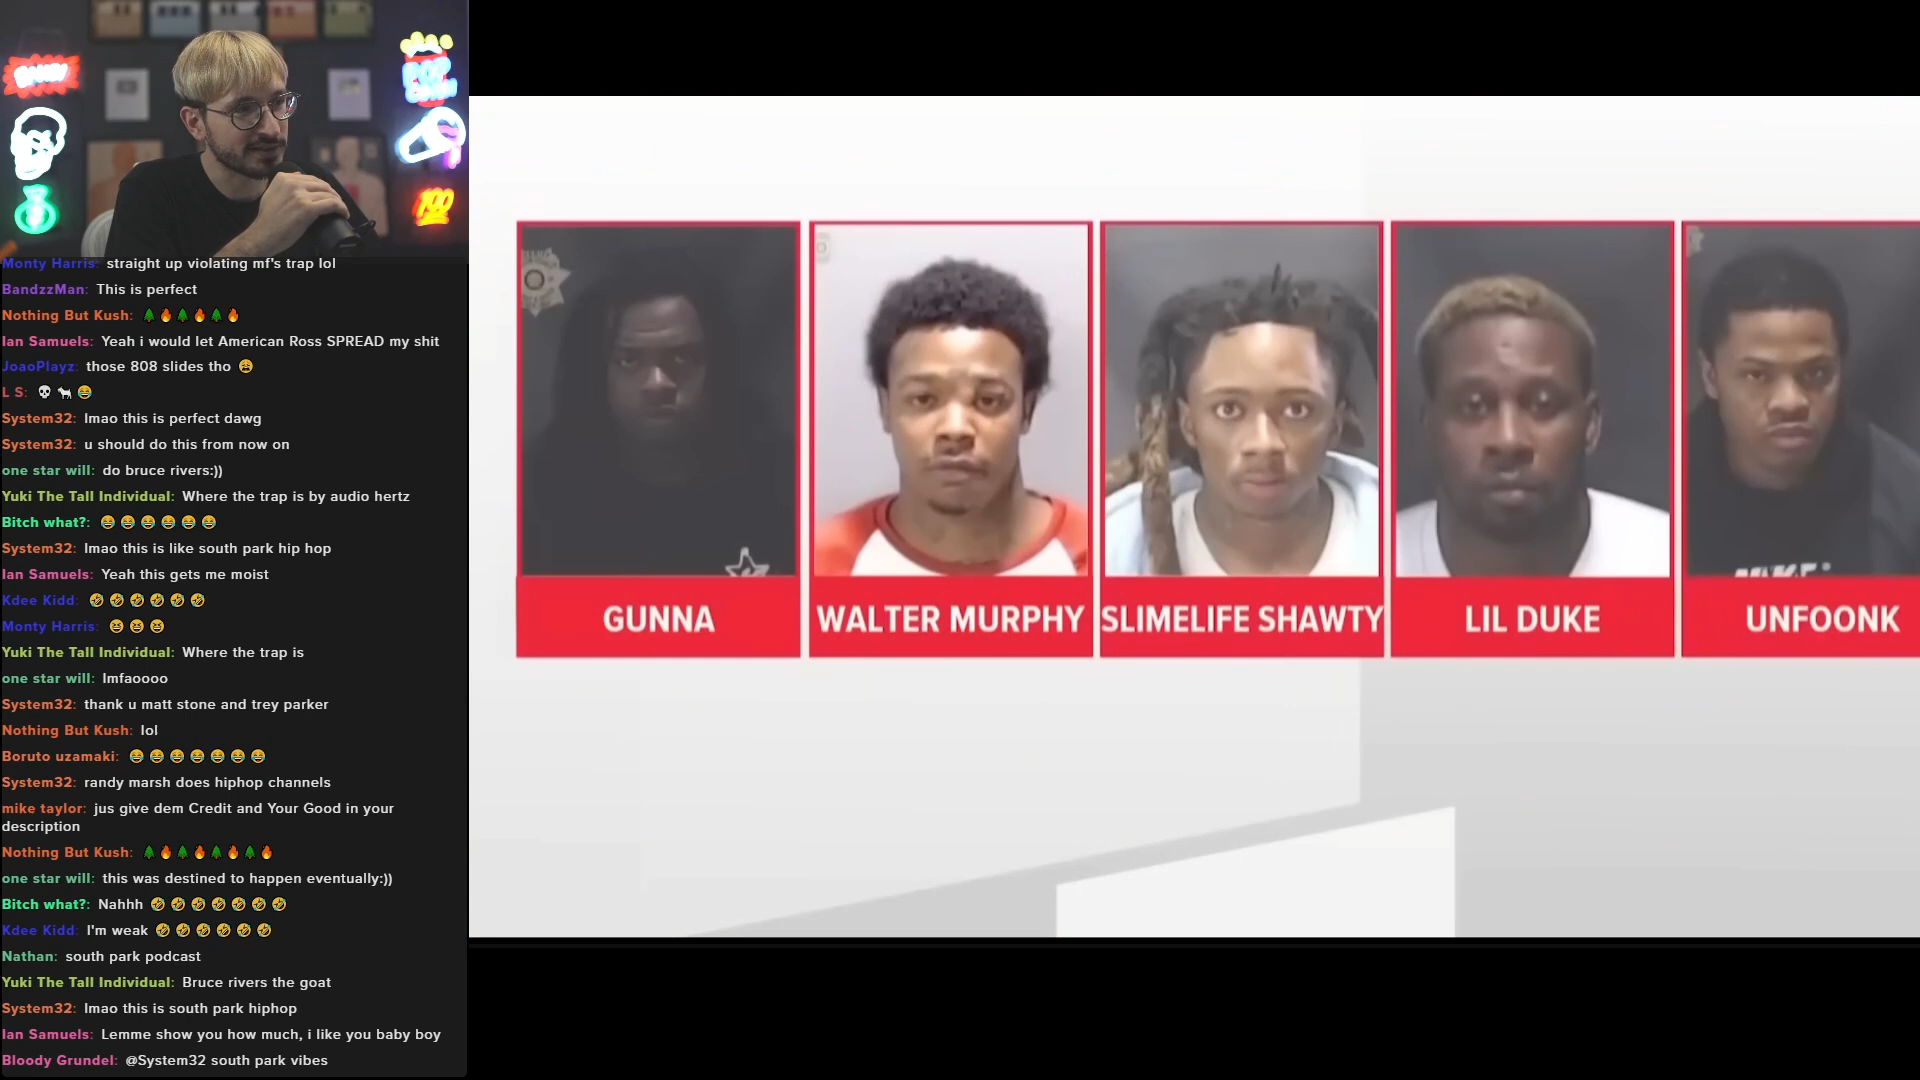 BANG!
POP
100
Monty Harris: straight up violating mf's trap lol
BandzzMan: This is perfect
Nothing But Kush: 🌲🔥🌲🔥🌲🔥
Ian Samuels: Yeah i would let American Ross SPREAD my shit
JoaoPlayz: those 808 slides tho 😩
L S: 💀🐐😂
System32: lmao this is perfect dawg
System32: u should do this from now on
one star will: do bruce rivers:))
Yuki The Tall Individual: Where the trap is by audio hertz
Bitch what?: 😂😂😂😂😂😂
System32: lmao this is like south park hip hop
Ian Samuels: Yeah this gets me moist
Kdee Kidd: 🤣🤣🤣🤣🤣🤣
Monty Harris: 😆😆😆
Yuki The Tall Individual: Where the trap is
one star will: lmfaoooo
System32: thank u matt stone and trey parker
Nothing But Kush: lol
Boruto uzamaki: 😂😂😂😂😂😂😂
System32: randy marsh does hiphop channels
mike taylor: jus give dem Credit and Your Good in your
description
Nothing But Kush: 🌲🔥🌲🔥🌲🔥🌲🔥
one star will: this was destined to happen eventually:))
Bitch what?: Nahhh 🤣🤣🤣🤣🤣🤣🤣
Kdee Kidd: I'm weak 🤣🤣🤣🤣🤣🤣
Nathan: south park podcast
Yuki The Tall Individual: Bruce rivers the goat
System32: lmao this is south park hiphop
Ian Samuels: Lemme show you how much, i like you baby boy
Bloody Grundel: @System32 south park vibes
GUNNA
WALTER MURPHY
SLIMELIFE SHAWTY
LIL DUKE
UNFOONK